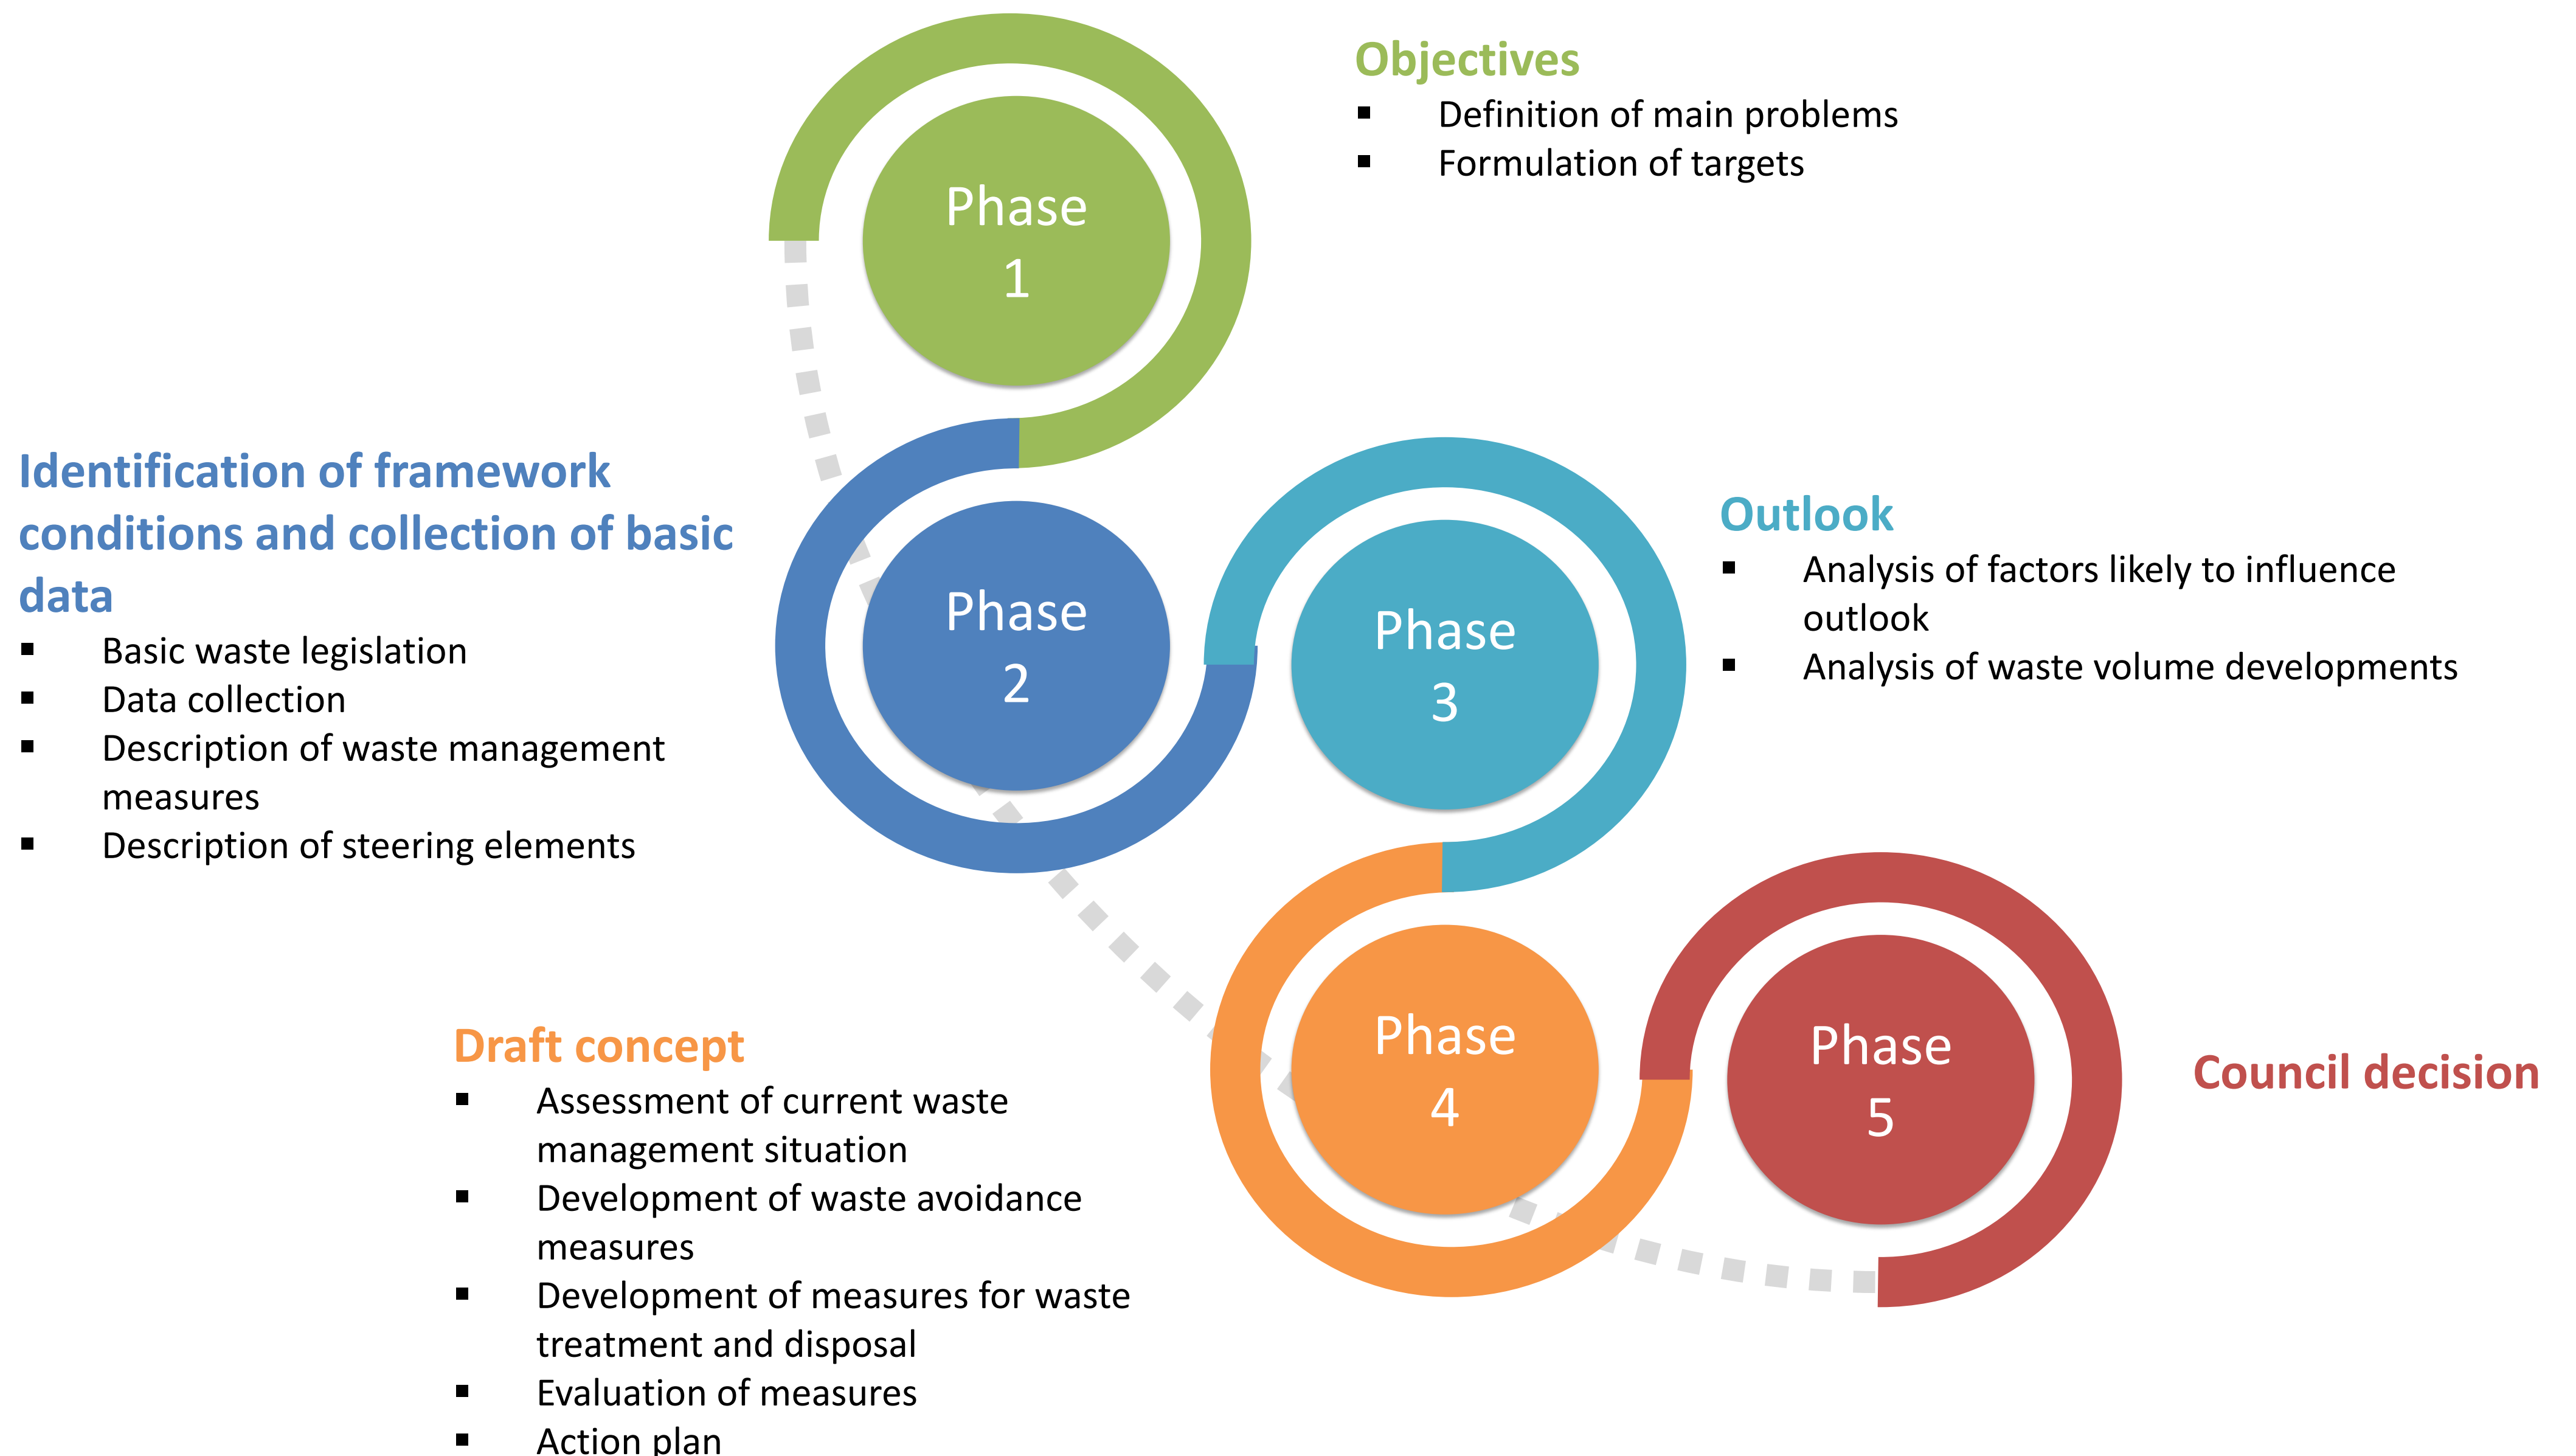 Phase
1
Objectives
▪ Definition of main problems
▪ Formulation of targets
Identification of framework
conditions and collection of basic
data
▪ Basic waste legislation
▪ Data collection
▪ Description of waste management
measures
▪ Description of steering elements
Phase
2
Phase
3
Outlook
▪ Analysis of factors likely to influence
outlook
▪ Analysis of waste volume developments
Draft concept
▪ Assessment of current waste
management situation
▪ Development of waste avoidance
measures
▪ Development of measures for waste
treatment and disposal
▪ Evaluation of measures
▪ Action plan
Phase
4
Phase
5
Council decision